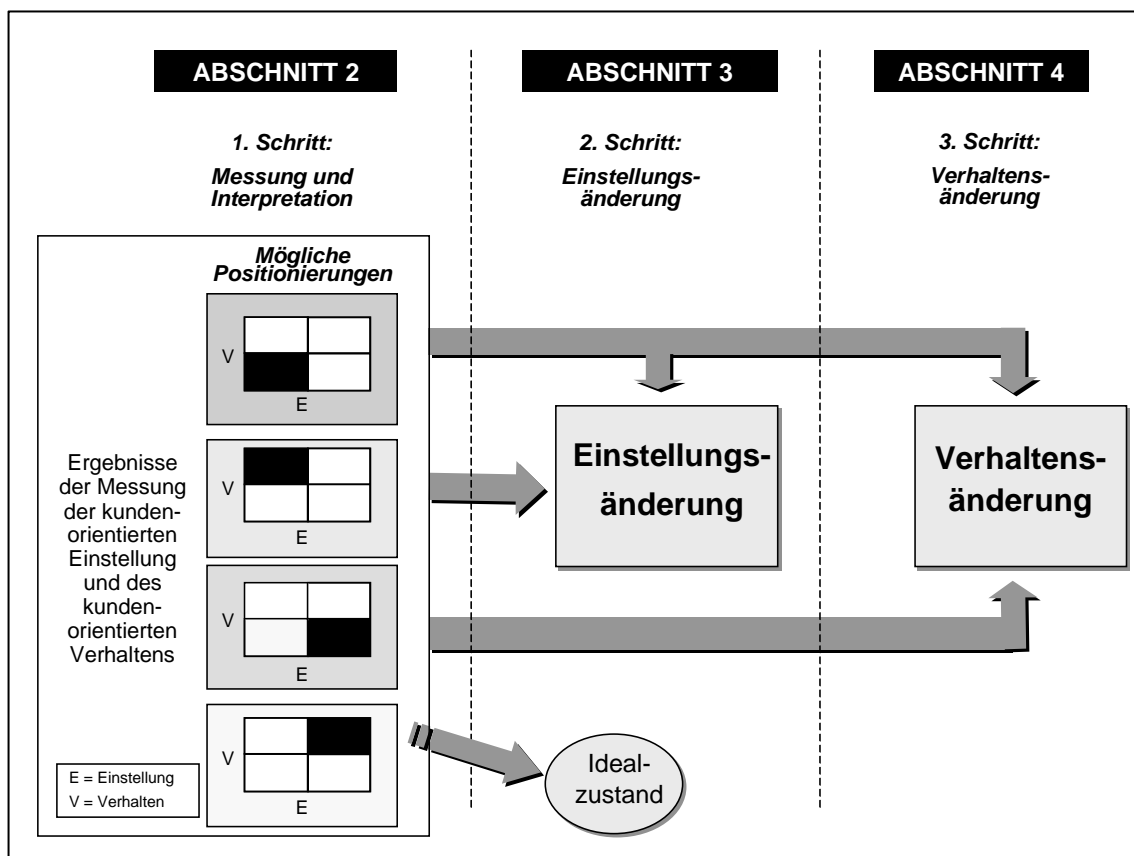 ABSCHNITT 2
1. Schritt:
Messung und
Interpretation
Mögliche
Positionierungen
V
E
V
E
V
E
V
E
Ergebnisse
der Messung
der kunden-
orientierten
Einstellung
und des
kunden-
orientierten
Verhaltens
E = Einstellung
V = Verhalten
ABSCHNITT 3
2. Schritt:
Einstellungs-
änderung
Einstellungs-
änderung
Ideal-
zustand
ABSCHNITT 4
3. Schritt:
Verhaltens-
änderung
Verhaltens-
änderung